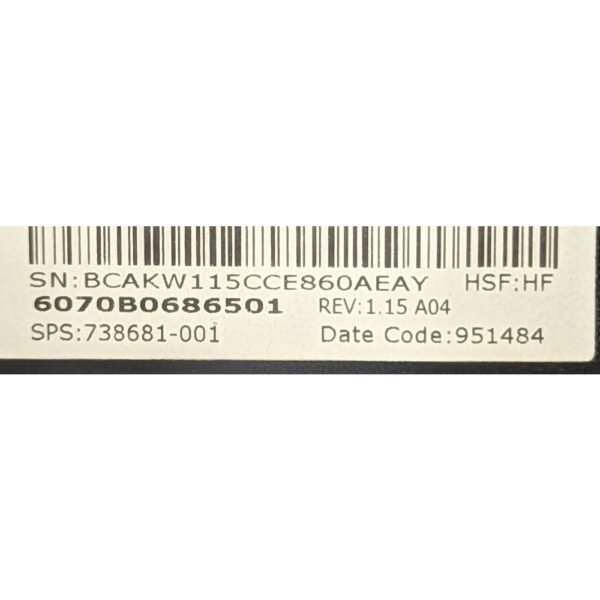 SN:BCAKW115CCE860AEAY HSF:HF
6070B0686501 REV:1.15 A04
SPS:738681-001 Date Code:951484